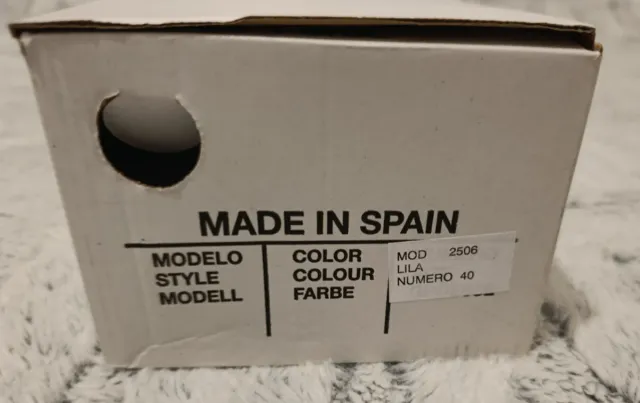 MADE IN SPAIN
MODELO
STYLE
MODELL
COLOR
COLOUR
FARBE
MOD 2506
LILA
NUMERO 40